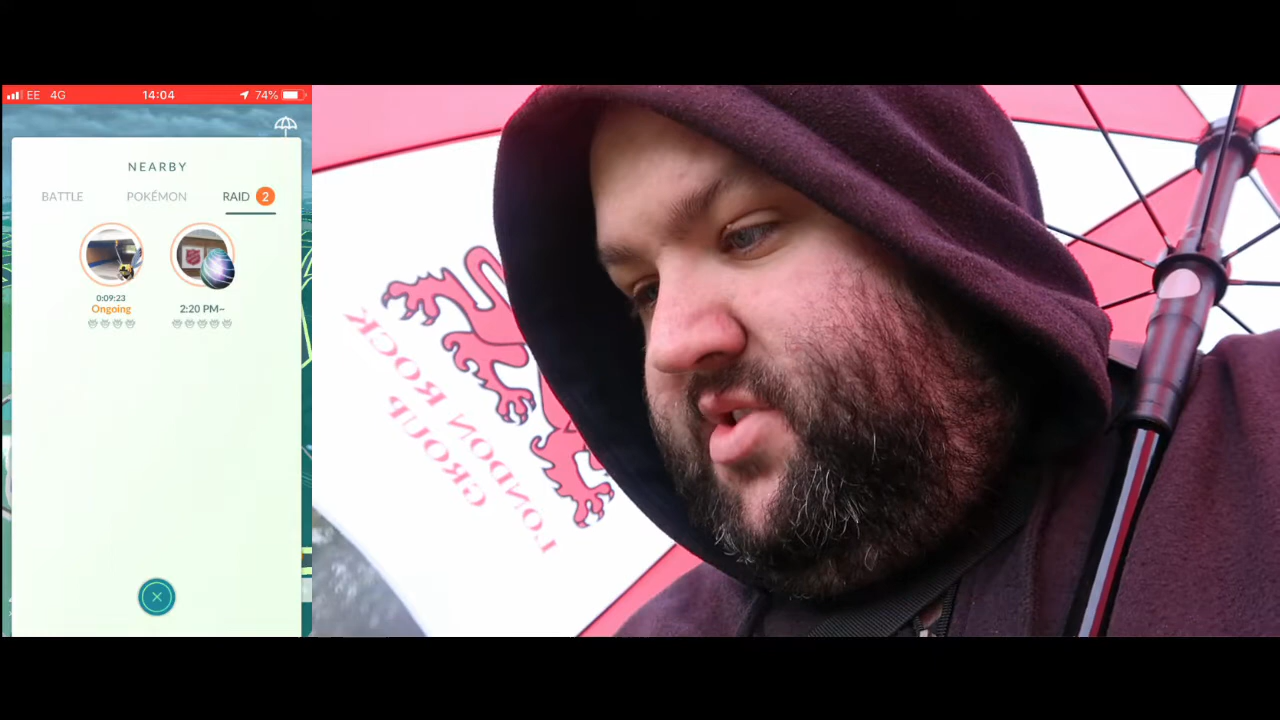 EE 4G 14:04 74%
NEARBY
BATTLE POKÉMON RAID 2
0:09:23
Ongoing
2:20 PM~
LONDON ROCK
GROUP